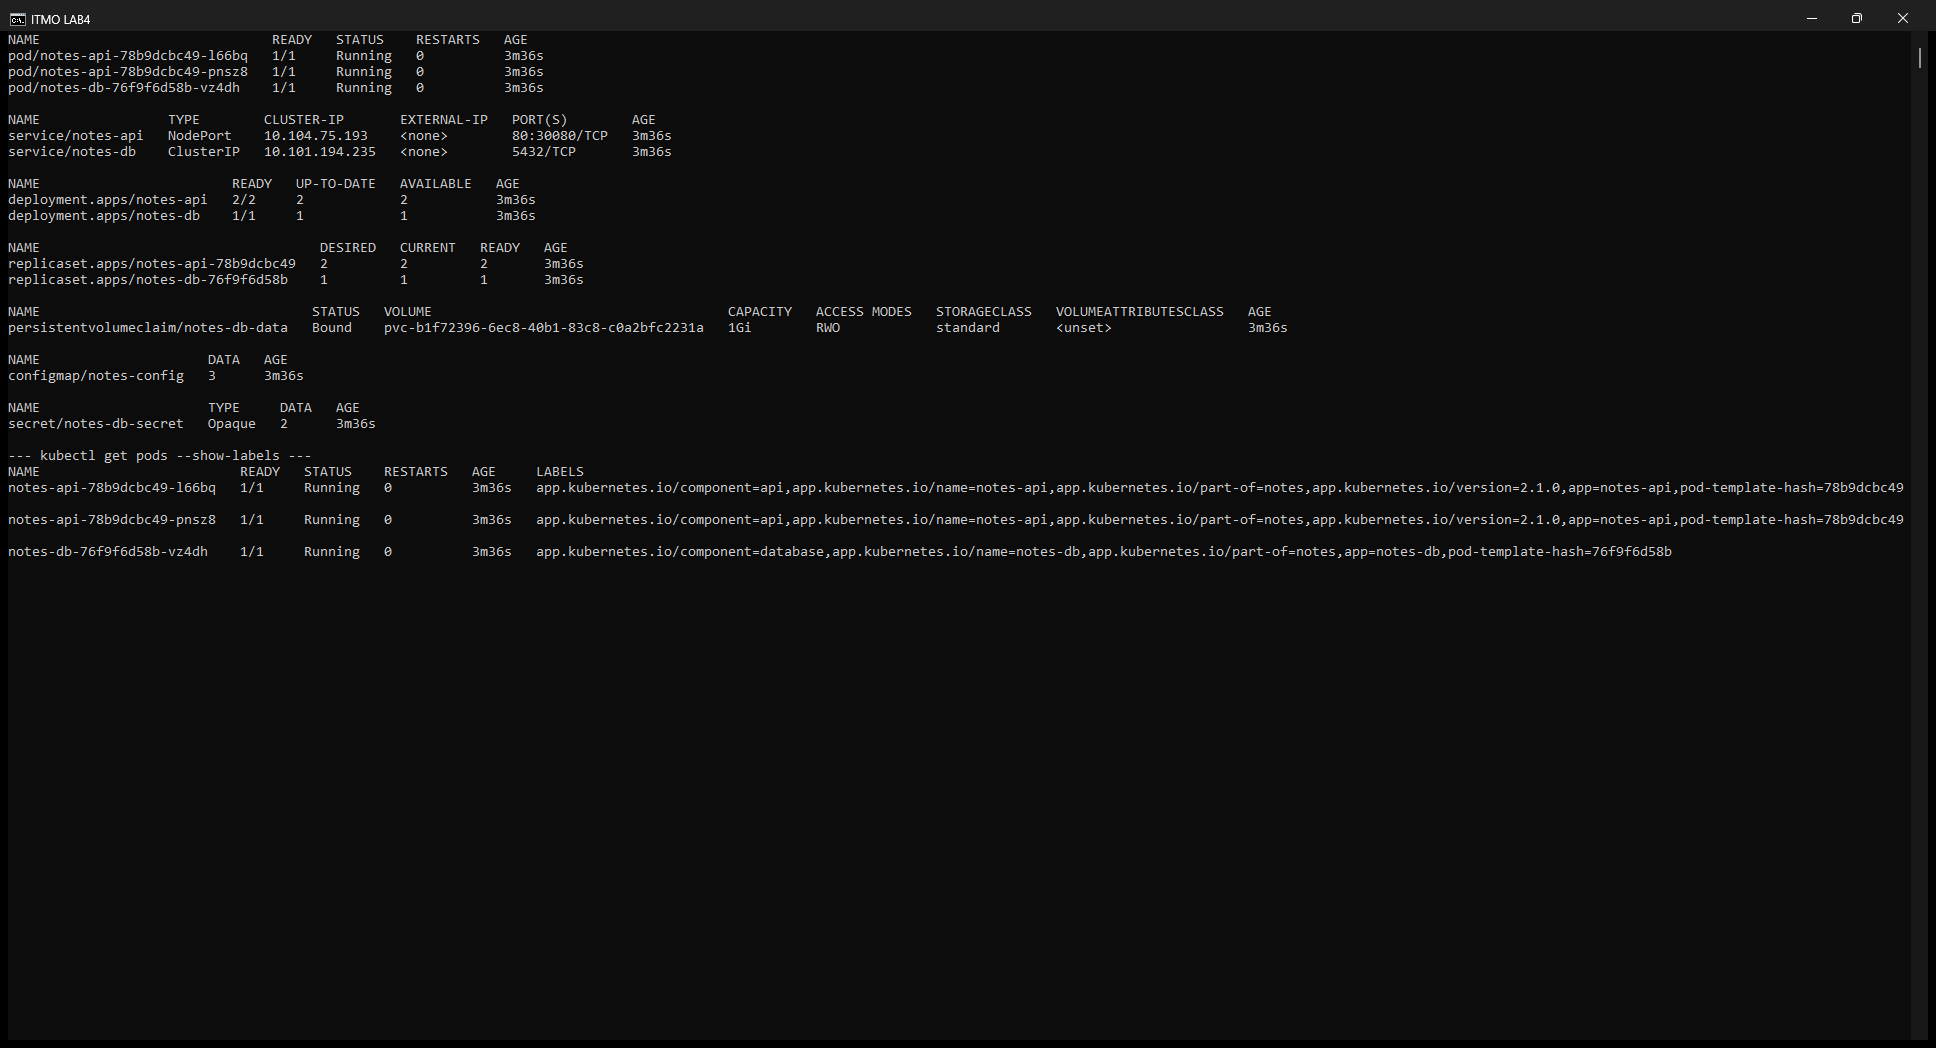 ITMO LAB4
NAME READY STATUS RESTARTS AGE
pod/notes-api-78b9dcbc49-l66bq 1/1 Running 0 3m36s
pod/notes-api-78b9dcbc49-pnsz8 1/1 Running 0 3m36s
pod/notes-db-76f9f6d58b-vz4dh 1/1 Running 0 3m36s
NAME TYPE CLUSTER-IP EXTERNAL-IP PORT(S) AGE
service/notes-api NodePort 10.104.75.193 <none> 80:30080/TCP 3m36s
service/notes-db ClusterIP 10.101.194.235 <none> 5432/TCP 3m36s
NAME READY UP-TO-DATE AVAILABLE AGE
deployment.apps/notes-api 2/2 2 2 3m36s
deployment.apps/notes-db 1/1 1 1 3m36s
NAME DESIRED CURRENT READY AGE
replicaset.apps/notes-api-78b9dcbc49 2 2 2 3m36s
replicaset.apps/notes-db-76f9f6d58b 1 1 1 3m36s
NAME STATUS VOLUME CAPACITY ACCESS MODES STORAGECLASS VOLUMEATTRIBUTESCLASS AGE
persistentvolumeclaim/notes-db-data Bound pvc-b1f72396-6ec8-40b1-83c8-c0a2bfc2231a 1Gi RWO standard <unset> 3m36s
NAME DATA AGE
configmap/notes-config 3 3m36s
NAME TYPE DATA AGE
secret/notes-db-secret Opaque 2 3m36s
--- kubectl get pods --show-labels ---
NAME READY STATUS RESTARTS AGE LABELS
notes-api-78b9dcbc49-l66bq 1/1 Running 0 3m36s app.kubernetes.io/component=api,app.kubernetes.io/name=notes-api,app.kubernetes.io/part-of=notes,app.kubernetes.io/version=2.1.0,app=notes-api,pod-template-hash=78b9dcbc49
notes-api-78b9dcbc49-pnsz8 1/1 Running 0 3m36s app.kubernetes.io/component=api,app.kubernetes.io/name=notes-api,app.kubernetes.io/part-of=notes,app.kubernetes.io/version=2.1.0,app=notes-api,pod-template-hash=78b9dcbc49
notes-db-76f9f6d58b-vz4dh 1/1 Running 0 3m36s app.kubernetes.io/component=database,app.kubernetes.io/name=notes-db,app.kubernetes.io/part-of=notes,app=notes-db,pod-template-hash=76f9f6d58b